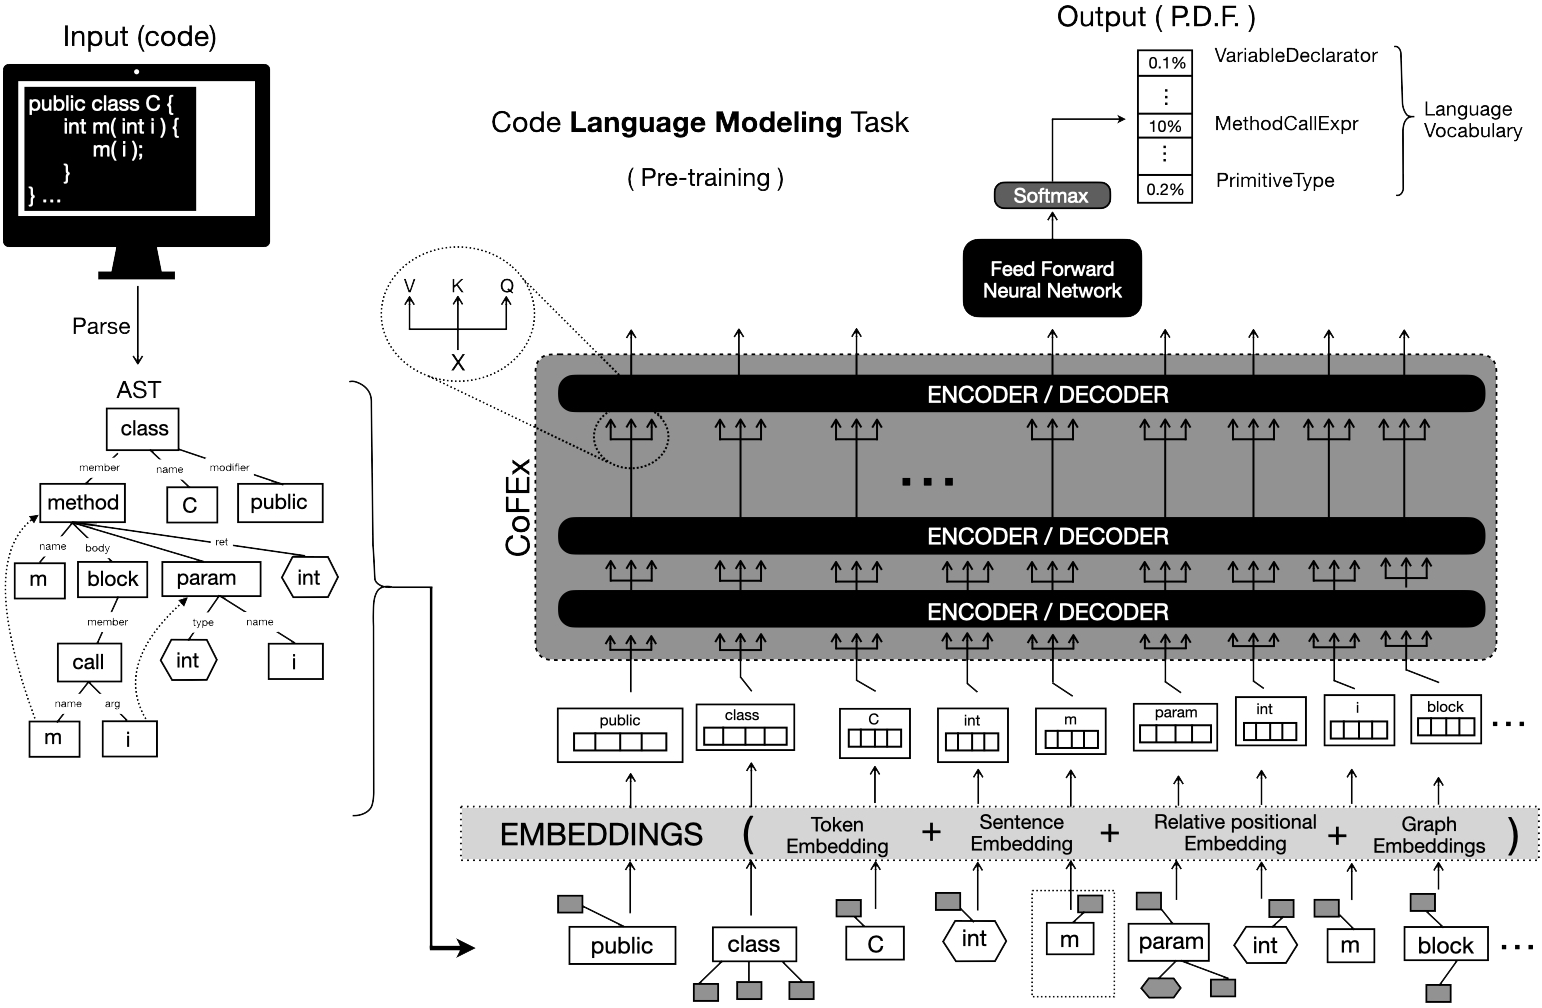 Input (code)
public class C {
int m( int i ) {
m( i );
}
} ...
Parse
AST
class
member
name
modifier
method
C
public
name
body
ret
m
block
param
int
member
type
name
call
int
i
name
arg
m
i
Code Language Modeling Task
( Pre-training )
Output ( P.D.F. )
0.1%
VariableDeclarator
⋮
10%
MethodCallExpr
⋮
0.2%
PrimitiveType
Language
Vocabulary
Softmax
Feed Forward
Neural Network
V K Q
X
CoFEx
ENCODER / DECODER
...
ENCODER / DECODER
ENCODER / DECODER
public
class
C
int
m
param
int
i
block
...
EMBEDDINGS
(
Token
Embedding
+
Sentence
Embedding
+
Relative positional
Embedding
+
Graph
Embeddings
)
public
class
C
int
m
param
int
m
block
...